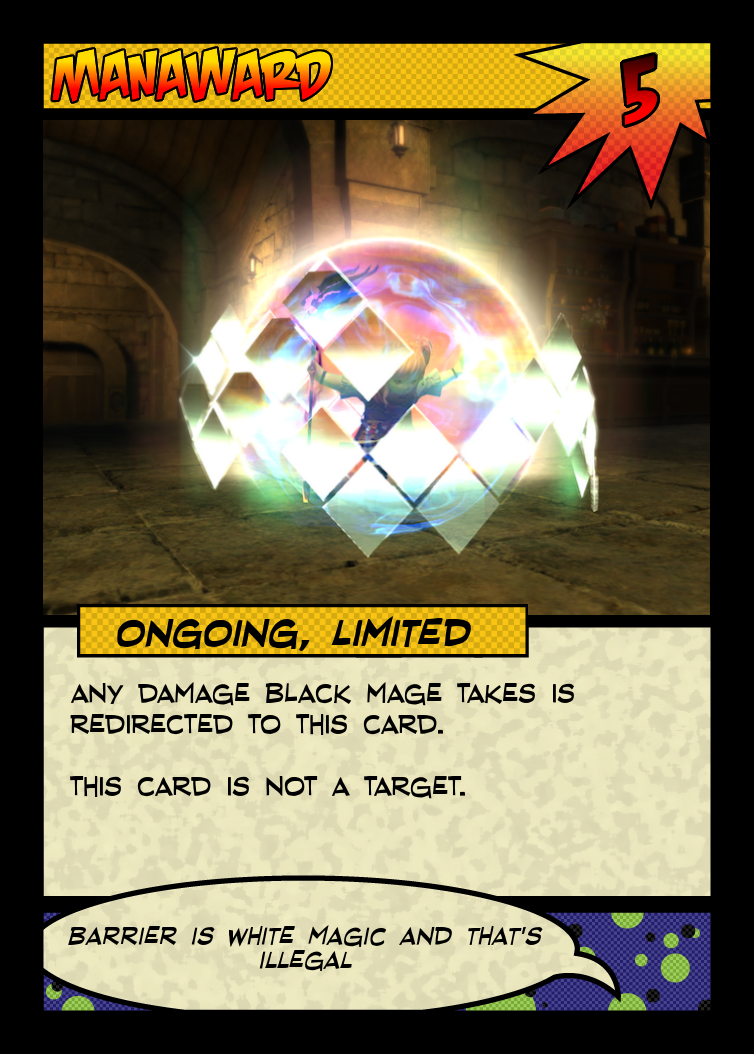 MANAWARD
5
ONGOING, LIMITED
ANY DAMAGE BLACK MAGE TAKES IS
REDIRECTED TO THIS CARD.
THIS CARD IS NOT A TARGET.
BARRIER IS WHITE MAGIC AND THAT'S
ILLEGAL